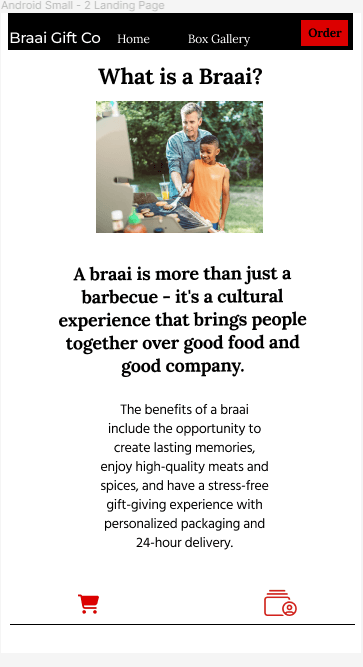 Android Small - 2 Landing Page
Braai Gift Co Home Box Gallery Order
What is a Braai?
A braai is more than just a
barbecue - it's a cultural
experience that brings people
together over good food and
good company.
The benefits of a braai
include the opportunity to
create lasting memories,
enjoy high-quality meats and
spices, and have a stress-free
gift-giving experience with
personalized packaging and
24-hour delivery.